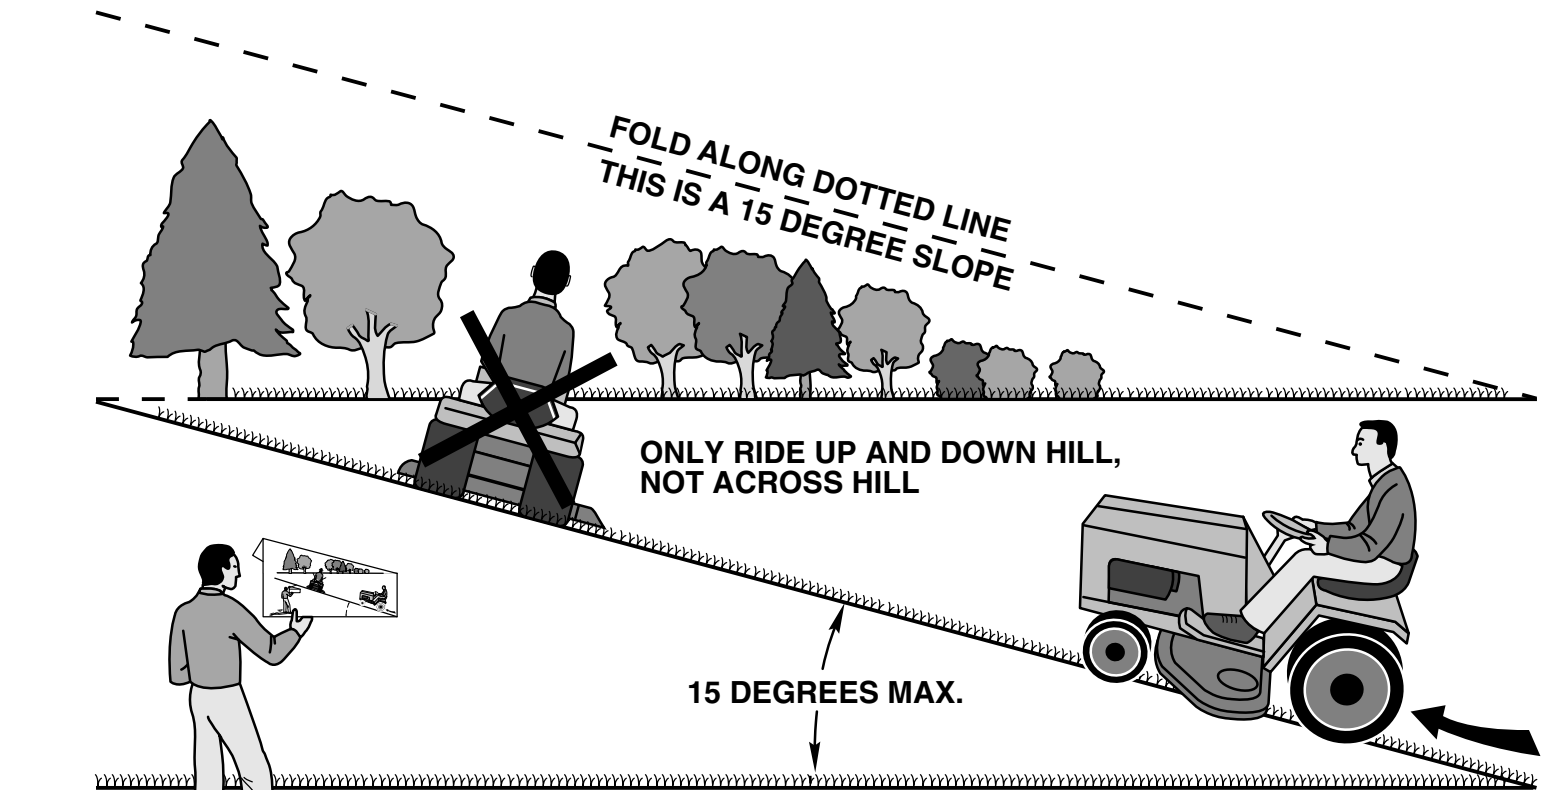 FOLD ALONG DOTTED LINE
THIS IS A 15 DEGREE SLOPE
ONLY RIDE UP AND DOWN HILL,
NOT ACROSS HILL
15 DEGREES MAX.